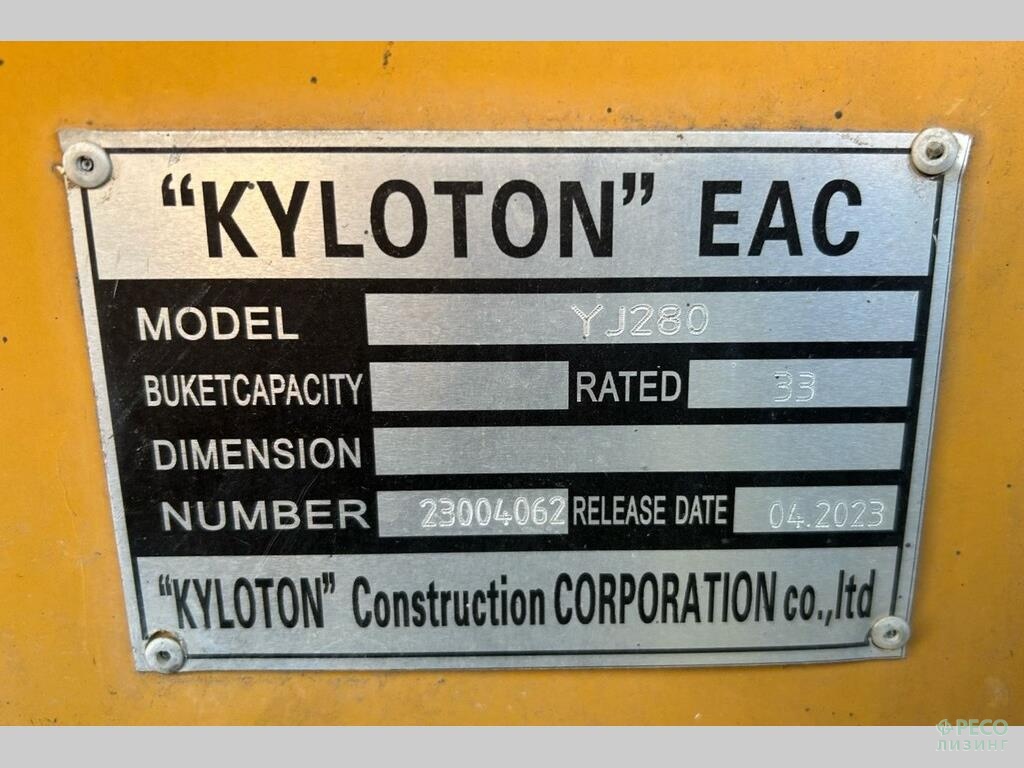 “KYLOTON” EAC
MODEL YJ280
BUKETCAPACITY RATED 33
DIMENSION
NUMBER 23004062 RELEASE DATE 04.2023
“KYLOTON” Construction CORPORATION co.,ltd
РЕСО
ЛИЗИНГ